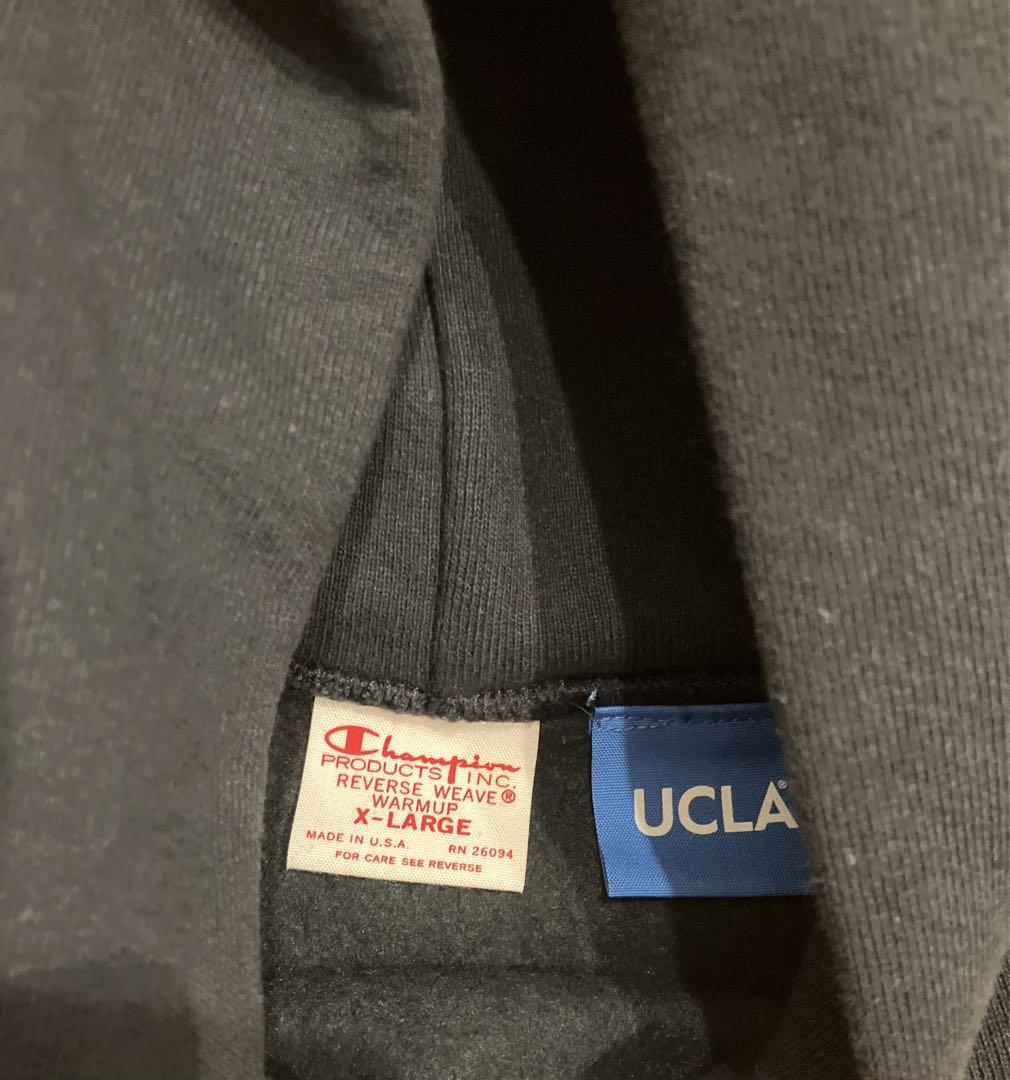 Champion
PRODUCTS INC.
REVERSE WEAVE®
WARMUP
X-LARGE
MADE IN U.S.A. RN 26094
FOR CARE SEE REVERSE
UCLA®